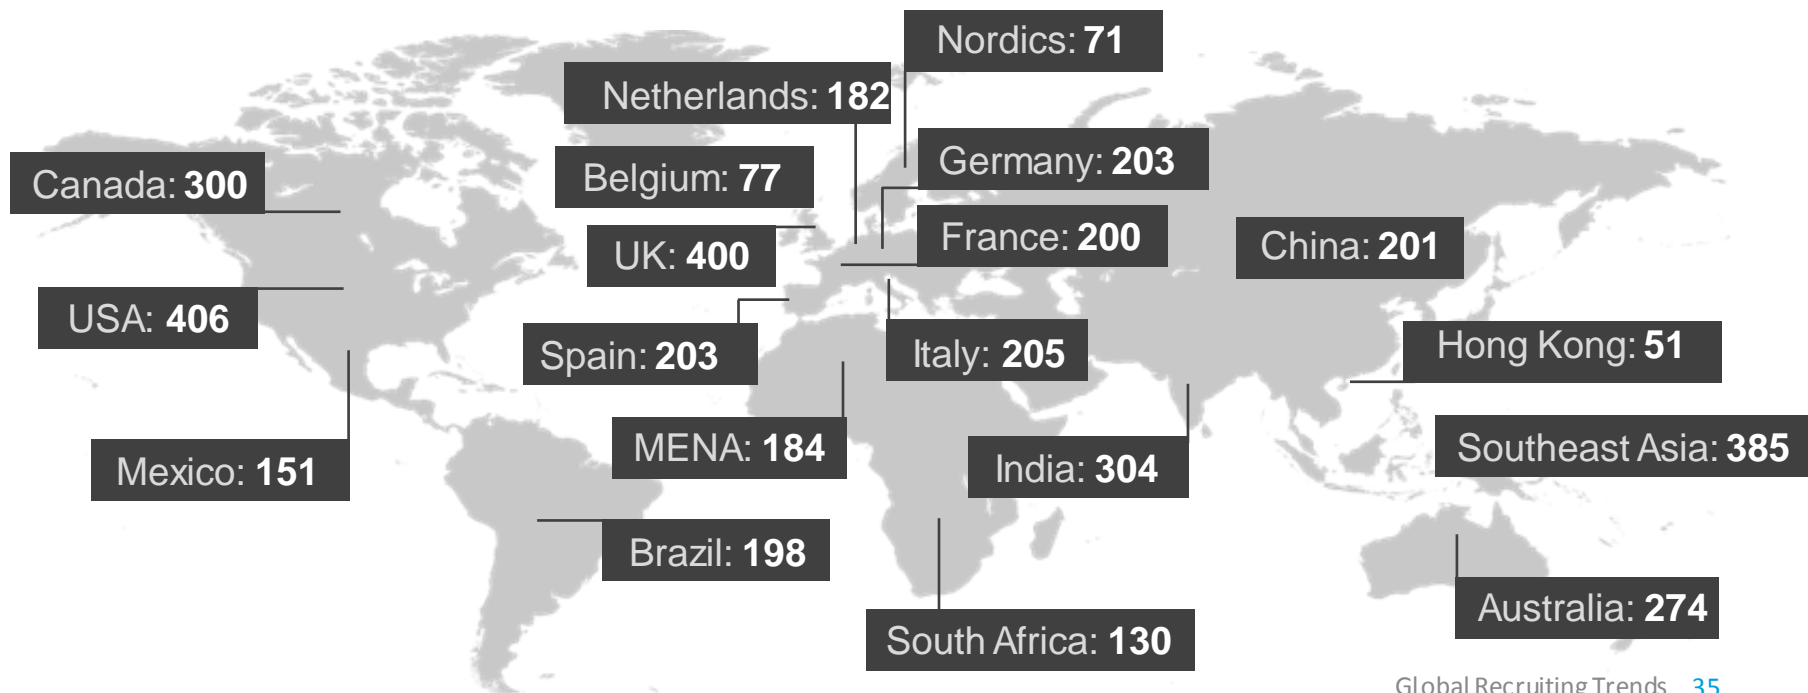 Nordics: 71
Netherlands: 182
Germany: 203
Canada: 300
Belgium: 77
France: 200
UK: 400
China: 201
USA: 406
Spain: 203
Italy: 205
Hong Kong: 51
MENA: 184
India: 304
Southeast Asia: 385
Mexico: 151
Brazil: 198
Australia: 274
South Africa: 130
Global Recruiting Trends 35